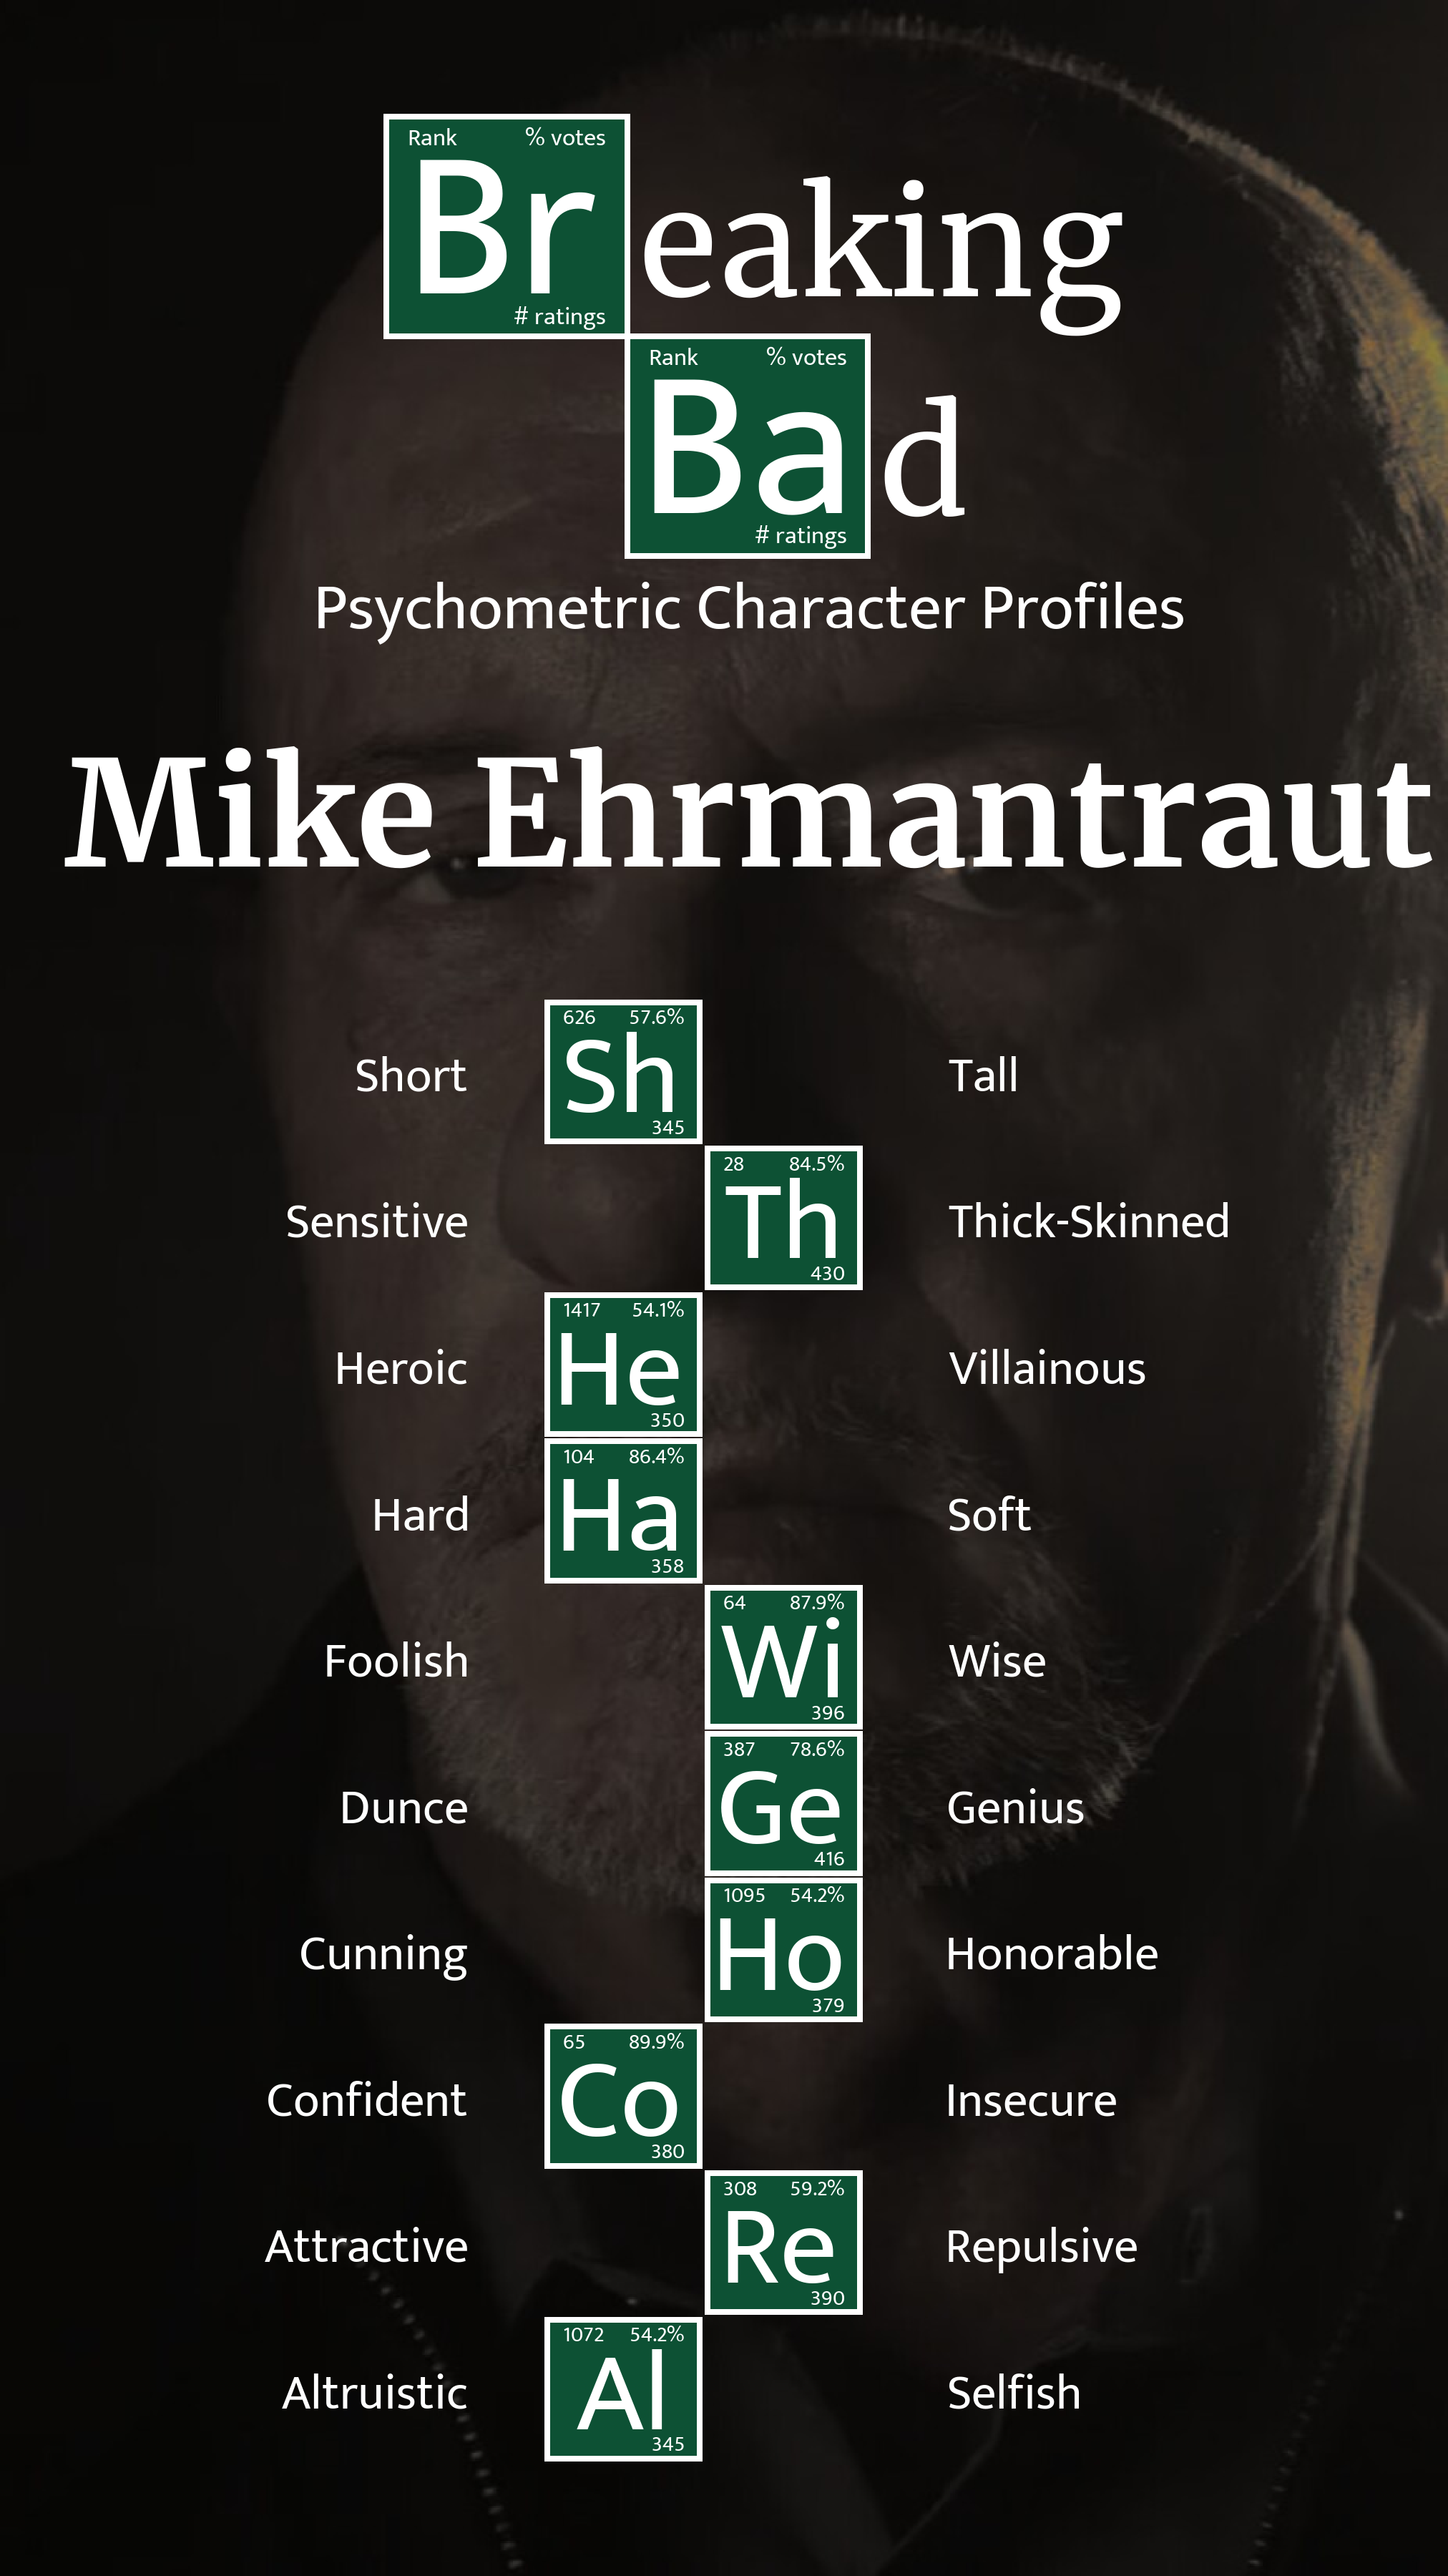 Rank % votes
Breaking
# ratings
Rank % votes
Bad
# ratings
Psychometric Character Profiles
Mike Ehrmantraut
626 57.6%
Short Sh Tall
345
28 84.5%
Sensitive Th Thick-Skinned
430
1417 54.1%
Heroic He Villainous
350
104 86.4%
Hard Ha Soft
358
64 87.9%
Foolish Wi Wise
396
387 78.6%
Dunce Ge Genius
416
1095 54.2%
Cunning Ho Honorable
379
65 89.9%
Confident Co Insecure
380
308 59.2%
Attractive Re Repulsive
390
1072 54.2%
Altruistic Al Selfish
345